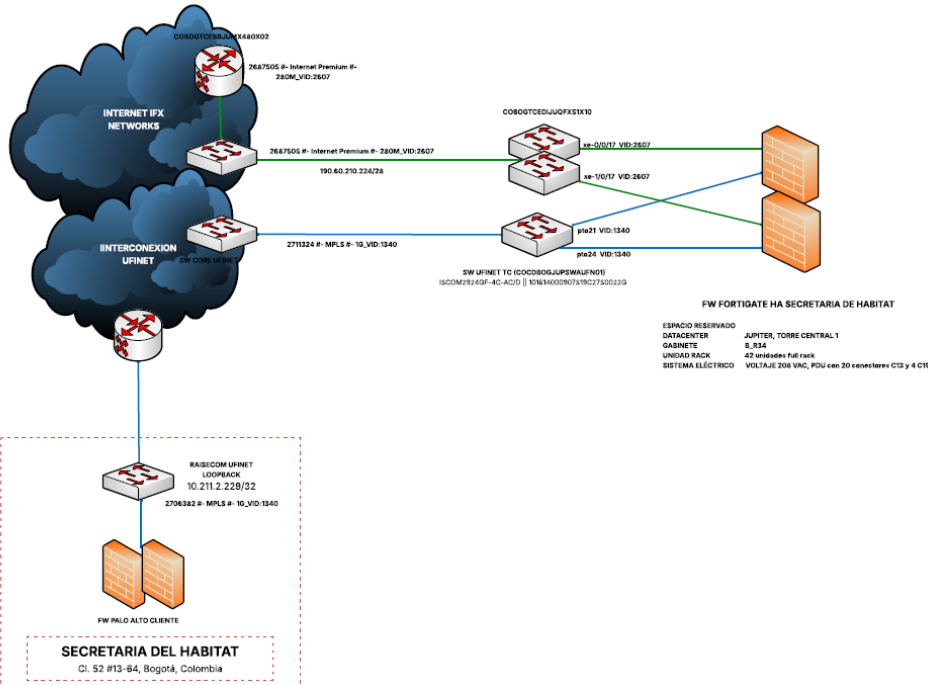 COBOGTCEBBJUMX480X02
2687505 #- Internet Premium #-
280M_VID:2607
INTERNET IFX
NETWORKS
COBOGTCEDIJUQFX51X10
2687505 #- Internet Premium #- 280M_VID:2607
190.60.210.224/28
xe-0/0/17 VID:2607
xe-1/0/17 VID:2607
IINTERCONEXION
UFINET
SW CORE UFINET
2711324 #- MPLS #- 1G_VID:1340
pto21 VID:1340
pto24 VID:1340
SW UFINET TC (COCDBOGJUPSWAUFN01)
ISCOM2924GF-4C-AC/D ||
FW FORTIGATE HA SECRETARIA DE HABITAT
ESPACIO RESERVADO
DATACENTER JUPITER, TORRE CENTRAL 1
GABINETE B_R34
UNIDAD RACK 42 unidades full rack
SISTEMA ELÉCTRICO VOLTAJE 208 VAC, PDU con 20 conectores C13 y 4 C19
RAISECOM UFINET
LOOPBACK
10.211.2.229/32
2706382 #- MPLS #- 1G_VID:1340
FW PALO ALTO CLIENTE
SECRETARIA DEL HABITAT
Cl. 52 #13-64, Bogotá, Colombia